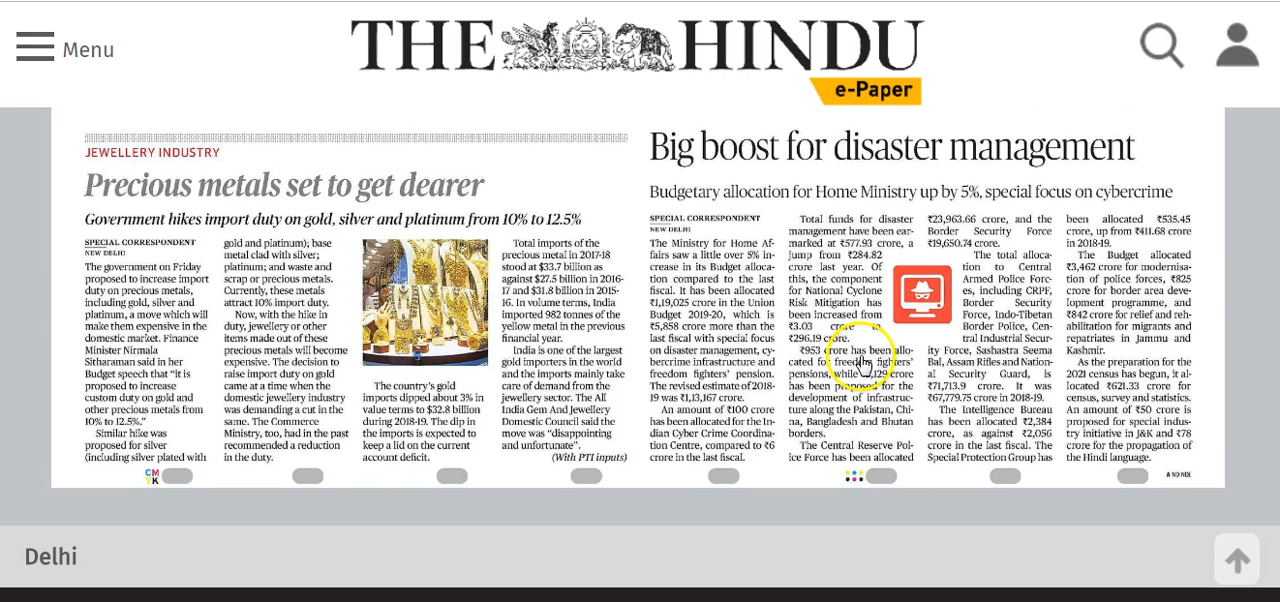 Menu
THE HINDU
e-Paper
JEWELLERY INDUSTRY
Precious metals set to get dearer
Government hikes import duty on gold, silver and platinum from 10% to 12.5%
SPECIAL CORRESPONDENT
NEW DELHI
The government on Friday
proposed to increase import
duty on precious metals,
including gold, silver and
platinum, a move which will
make them expensive in the
domestic market. Finance
Minister Nirmala
Sitharaman said in her
Budget speech that “it is
proposed to increase
custom duty on gold and
other precious metals from
10% to 12.5%.”
Similar hike was
proposed for silver
(including silver plated with
gold and platinum); base
metal clad with silver;
platinum; and waste and
scrap or precious metals.
Currently, these metals
attract 10% import duty.
Now, with the hike in
duty, jewellery or other
items made out of these
precious metals will become
expensive. The decision to
raise import duty on gold
came at a time when the
domestic jewellery industry
was demanding a cut in the
same. The Commerce
Ministry, too, had in the past
recommended a reduction
in the duty.
The country's gold
imports dipped about 3% in
value terms to $32.8 billion
during 2018-19. The dip in
the imports is expected to
keep a lid on the current
account deficit.
Total imports of the
precious metal in 2017-18
stood at $33.7 billion as
against $27.5 billion in 2016-
17 and $31.8 billion in 2015-
16. In volume terms, India
imported 982 tonnes of the
yellow metal in the previous
financial year.
India is one of the largest
gold importers in the world
and the imports mainly take
care of demand from the
jewellery sector. The All
India Gem And Jewellery
Domestic Council said the
move was “disappointing
and unfortunate”.
(With PTI inputs)
Big boost for disaster management
Budgetary allocation for Home Ministry up by 5%, special focus on cybercrime
SPECIAL CORRESPONDENT
NEW DELHI
The Ministry for Home Af-
fairs saw a little over 5% in-
crease in its Budget alloca-
tion compared to the last
fiscal. It has been allocated
₹1,19,025 crore in the Union
Budget 2019-20, which is
₹5,858 crore more than the
last fiscal with special focus
on disaster management, cy-
bercrime infrastructure and
freedom fighters' pension.
The revised estimate of 2018-
19 was ₹1,13,167 crore.
An amount of ₹100 crore
has been allocated for the In-
dian Cyber Crime Coordina-
tion Centre, compared to ₹6
crore in the last fiscal.
Total funds for disaster
management have been ear-
marked at ₹577.93 crore, a
jump from ₹284.82
crore last year. Of
this, the component
for National Cyclone
Risk Mitigation has
been increased from
₹3.03 crore to
₹296.19 crore.
₹953 crore has been allo-
cated for freedom fighters'
pensions, while ₹2,129 crore
has been proposed for the
development of infrastruc-
ture along the Pakistan, Chi-
na, Bangladesh and Bhutan
borders.
The Central Reserve Pol-
ice Force has been allocated
₹23,963.66 crore, and the
Border Security Force
₹19,650.74 crore.
The total alloca-
tion to Central
Armed Police Forc-
es, including CRPF,
Border Security
Force, Indo-Tibetan
Border Police, Cen-
tral Industrial Secur-
ity Force, Sashastra Seema
Bal, Assam Rifles and Nation-
al Security Guard, is
₹71,713.9 crore. It was
₹67,779.75 crore in 2018-19.
The Intelligence Bureau
has been allocated ₹2,384
crore, as against ₹2,056
crore in the last fiscal. The
Special Protection Group has
been allocated ₹535.45
crore, up from ₹411.68 crore
in 2018-19.
The Budget allocated
₹3,462 crore for modernisa-
tion of police forces, ₹825
crore for border area deve-
lopment programme, and
₹842 crore for relief and reh-
abilitation for migrants and
repatriates in Jammu and
Kashmir.
As the preparation for the
2021 census has begun, it al-
located ₹621.33 crore for
census, survey and statistics.
An amount of ₹50 crore is
proposed for special indus-
try initiative in J&K and ₹78
crore for the propagation of
the Hindi language.
CM
YK
A ND NDE
Delhi